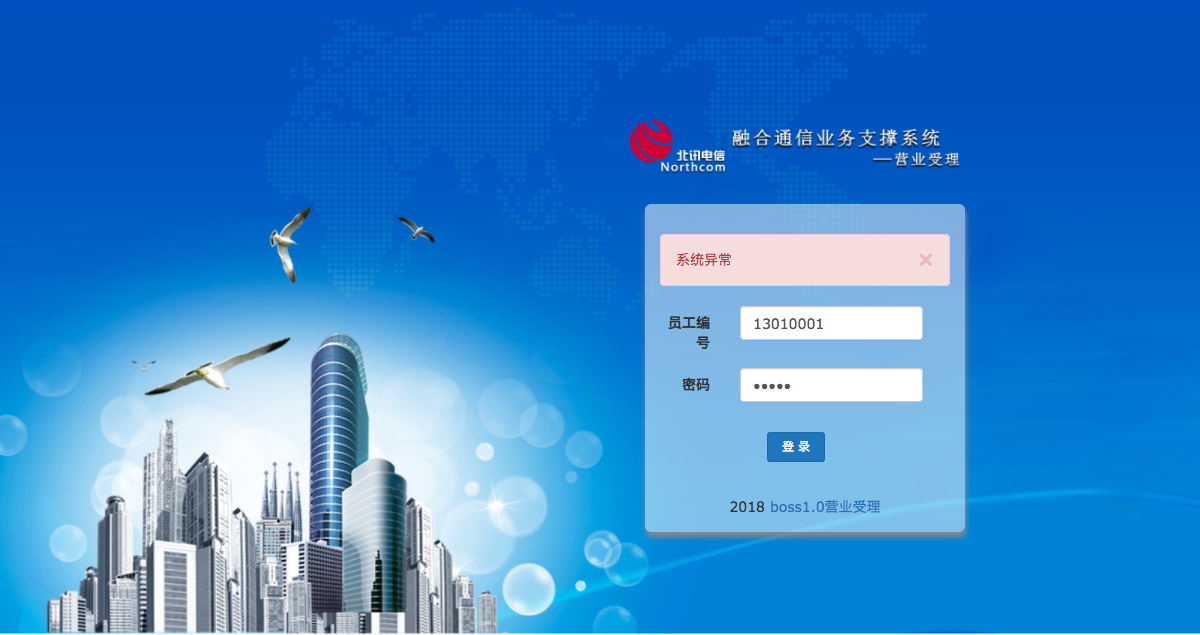 融合通信业务支撑系统
北讯电信
—营业受理
Northcom
系统异常
×
员工编
号
13010001
密码
•••••
登 录
2018 boss1.0营业受理